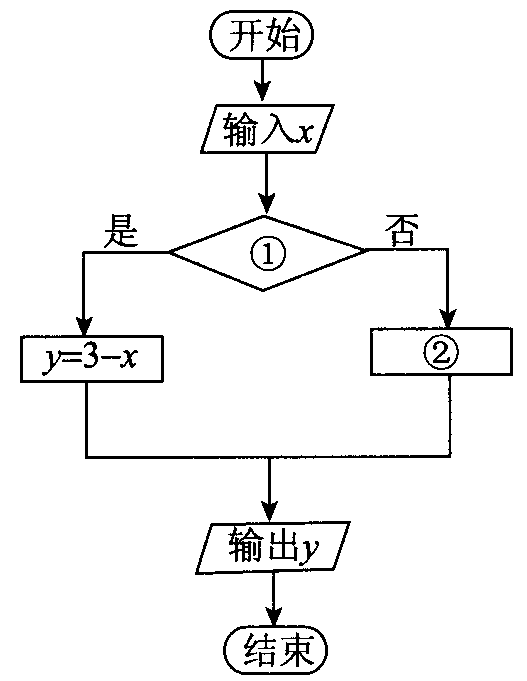 开始
输入x
①
是
否
y=3-x
②
输出y
结束